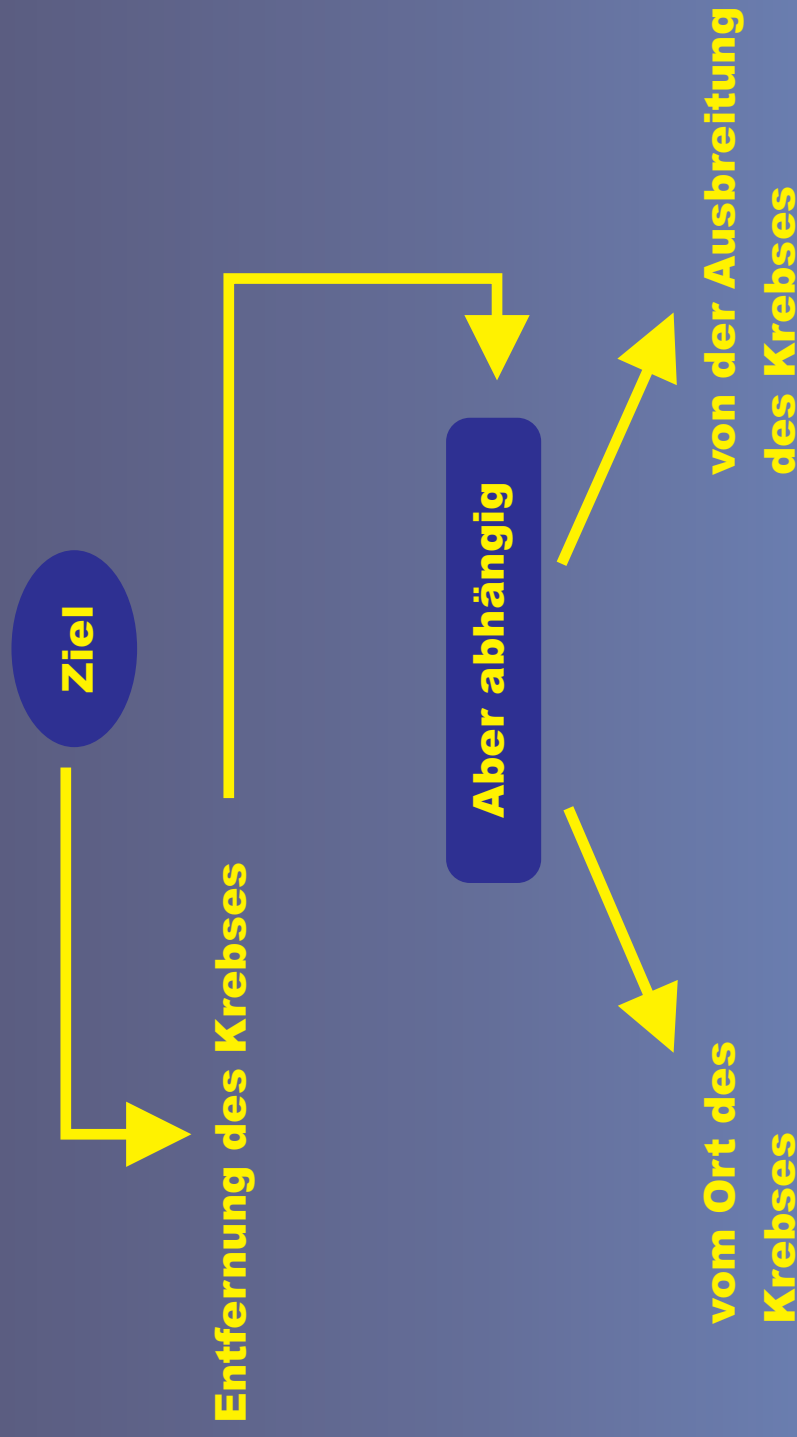 Ziel
Entfernung des Krebses
Aber abhängig
vom Ort des
Krebses
von der Ausbreitung
des Krebses